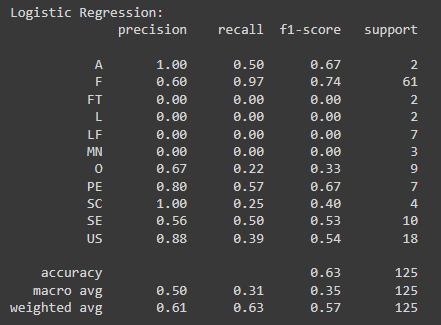 Logistic Regression:
precision recall f1-score support
A 1.00 0.50 0.67 2
F 0.60 0.97 0.74 61
FT 0.00 0.00 0.00 2
L 0.00 0.00 0.00 2
LF 0.00 0.00 0.00 7
MN 0.00 0.00 0.00 3
O 0.67 0.22 0.33 9
PE 0.80 0.57 0.67 7
SC 1.00 0.25 0.40 4
SE 0.56 0.50 0.53 10
US 0.88 0.39 0.54 18
accuracy 0.63 125
macro avg 0.50 0.31 0.35 125
weighted avg 0.61 0.63 0.57 125